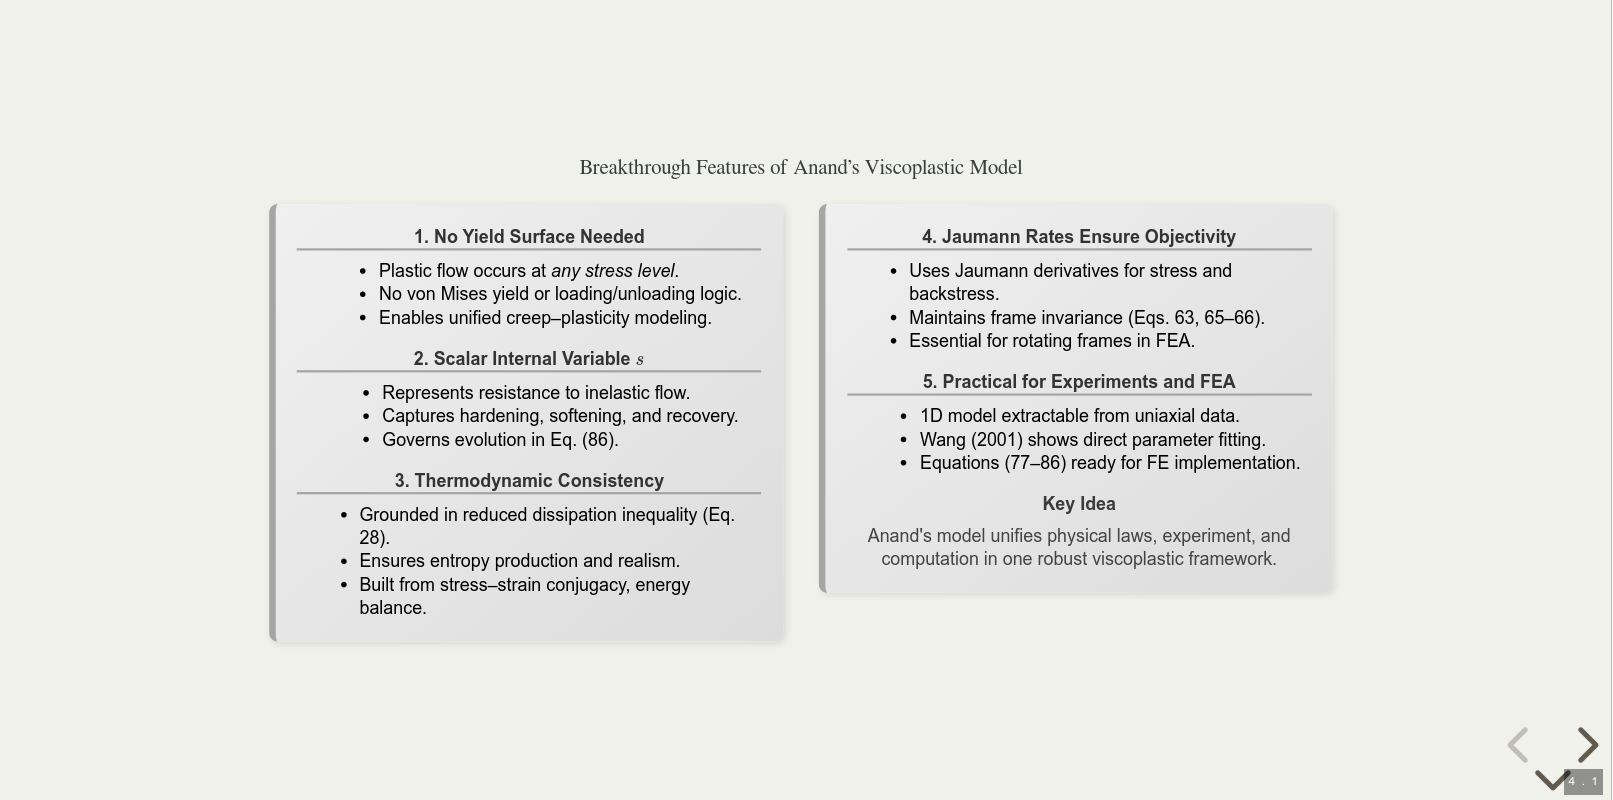 Breakthrough Features of Anand’s Viscoplastic Model
1. No Yield Surface Needed
• Plastic flow occurs at any stress level.
• No von Mises yield or loading/unloading logic.
• Enables unified creep–plasticity modeling.
2. Scalar Internal Variable s
• Represents resistance to inelastic flow.
• Captures hardening, softening, and recovery.
• Governs evolution in Eq. (86).
3. Thermodynamic Consistency
• Grounded in reduced dissipation inequality (Eq.
28).
• Ensures entropy production and realism.
• Built from stress–strain conjugacy, energy
balance.
4. Jaumann Rates Ensure Objectivity
• Uses Jaumann derivatives for stress and
backstress.
• Maintains frame invariance (Eqs. 63, 65–66).
• Essential for rotating frames in FEA.
5. Practical for Experiments and FEA
• 1D model extractable from uniaxial data.
• Wang (2001) shows direct parameter fitting.
• Equations (77–86) ready for FE implementation.
Key Idea
Anand's model unifies physical laws, experiment, and
computation in one robust viscoplastic framework.
4 . 1